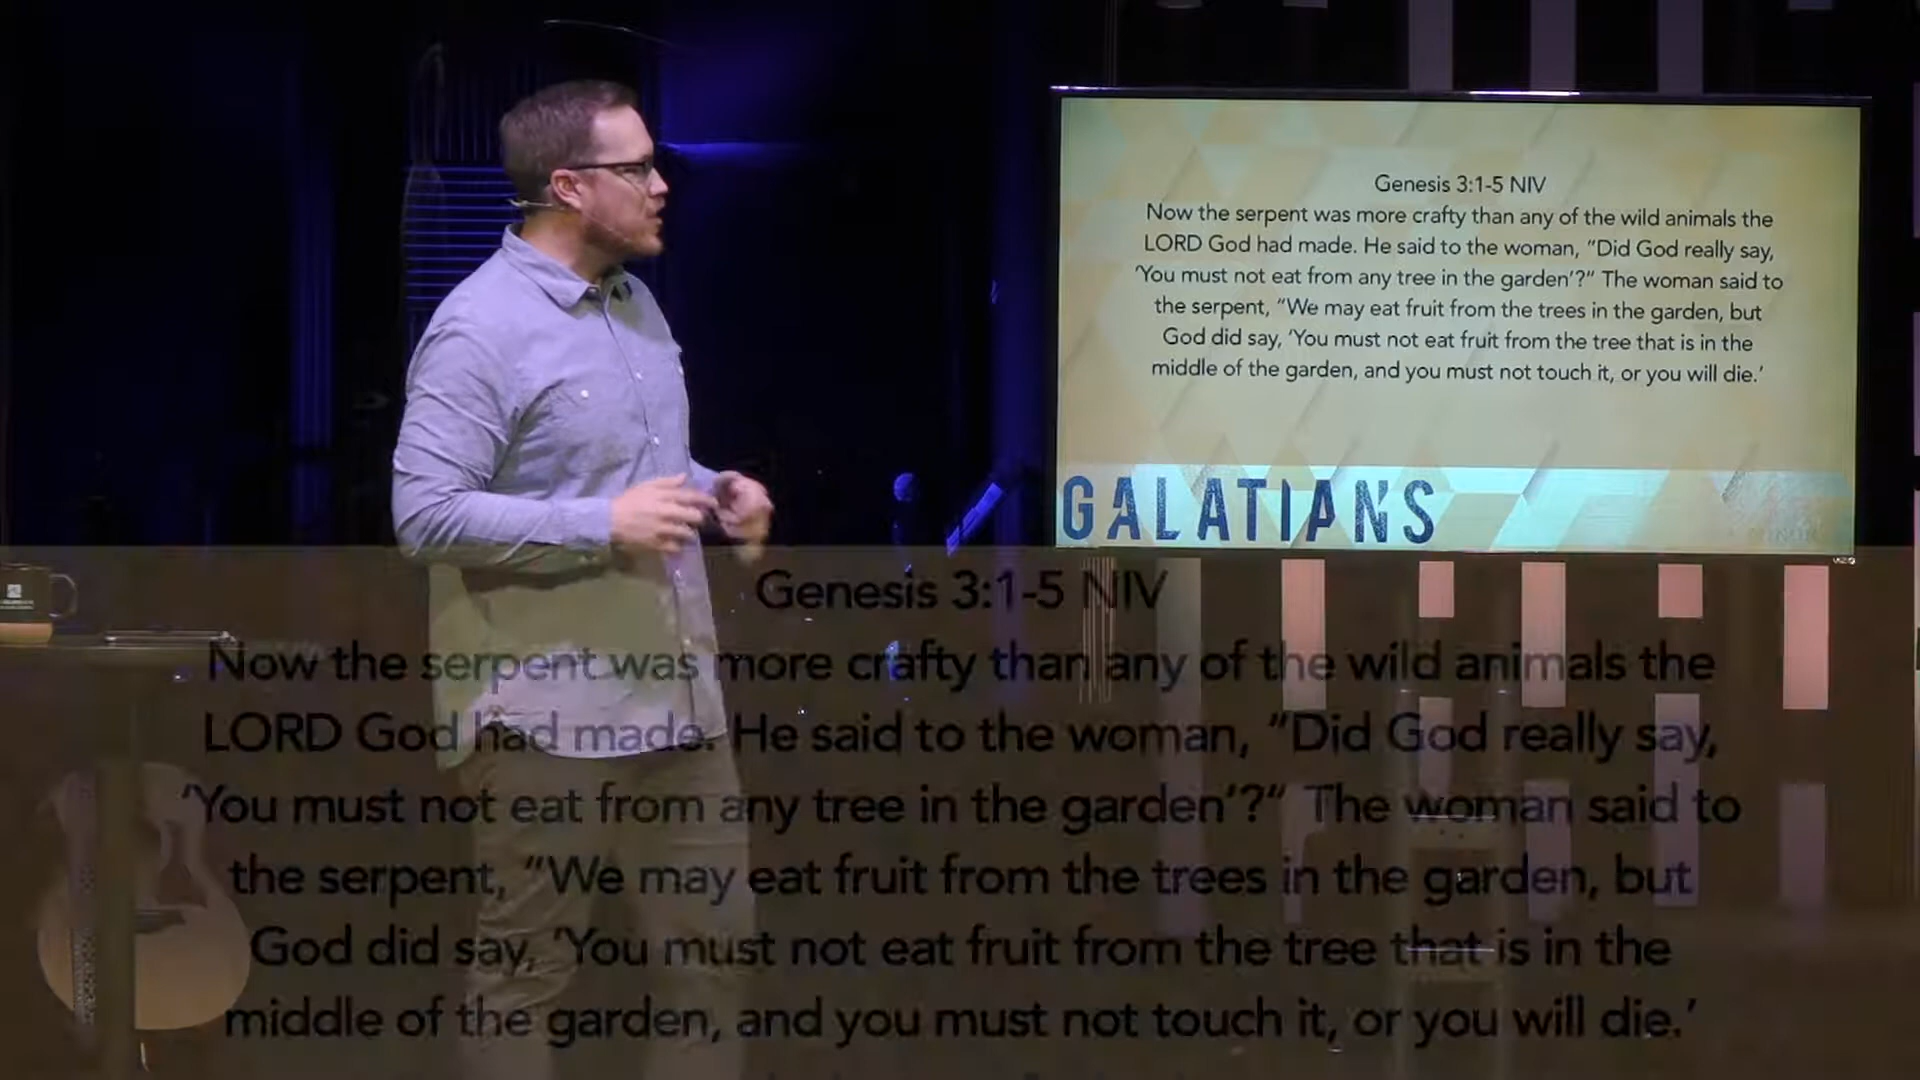 Genesis 3:1-5 NIV
Now the serpent was more crafty than any of the wild animals the
LORD God had made. He said to the woman, "Did God really say,
'You must not eat from any tree in the garden'?" The woman said to
the serpent, "We may eat fruit from the trees in the garden, but
God did say, 'You must not eat fruit from the tree that is in the
middle of the garden, and you must not touch it, or you will die.'
GALATIANS
Genesis 3:1-5 NIV
Now the serpent was more crafty than any of the wild animals the
LORD God had made. He said to the woman, "Did God really say,
'You must not eat from any tree in the garden'?" The woman said to
the serpent, "We may eat fruit from the trees in the garden, but
God did say, 'You must not eat fruit from the tree that is in the
middle of the garden, and you must not touch it, or you will die.'